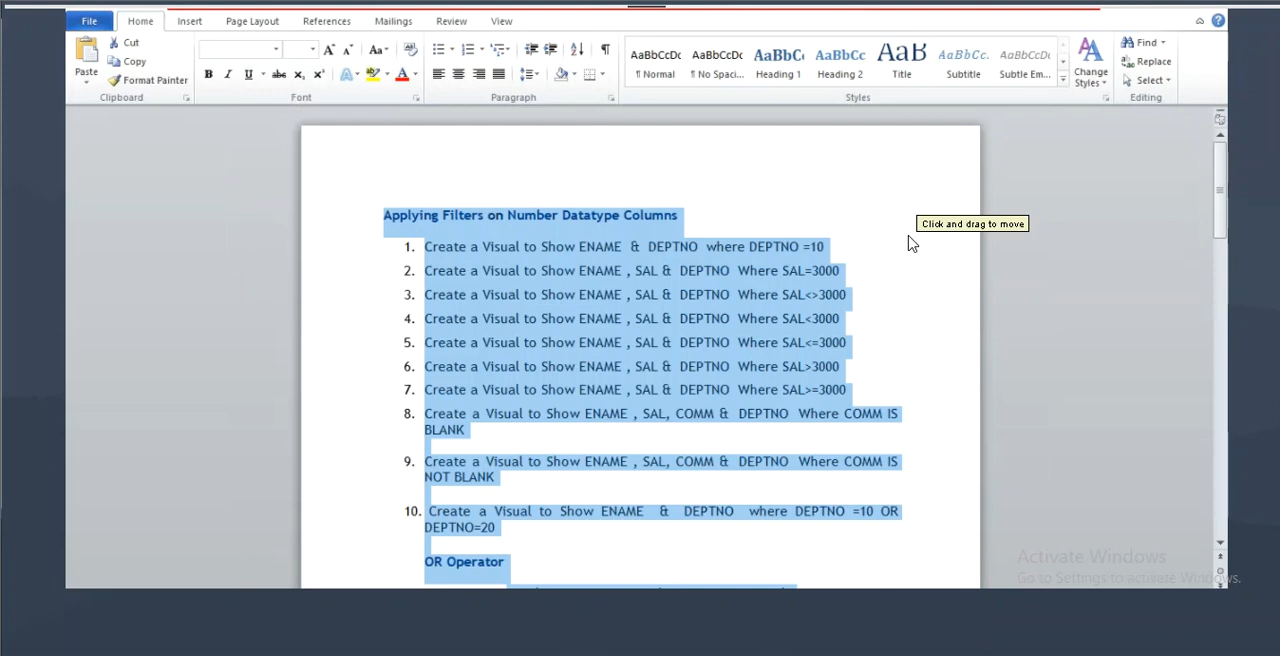 File Home Insert Page Layout References Mailings Review View
Cut
Copy
Paste
Format Painter
Clipboard
Font
Paragraph
AaBbCcDc AaBbCcDc AaBbC AaBbCc AaB AaBbCc. AaBbCcDc
¶ Normal ¶ No Spaci... Heading 1 Heading 2 Title Subtitle Subtle Em...
Change
Styles
Styles
Find
Replace
Select
Editing
Click and drag to move
Applying Filters on Number Datatype Columns
1. Create a Visual to Show ENAME & DEPTNO where DEPTNO =10
2. Create a Visual to Show ENAME , SAL & DEPTNO Where SAL=3000
3. Create a Visual to Show ENAME , SAL & DEPTNO Where SAL<>3000
4. Create a Visual to Show ENAME , SAL & DEPTNO Where SAL<3000
5. Create a Visual to Show ENAME , SAL & DEPTNO Where SAL<=3000
6. Create a Visual to Show ENAME , SAL & DEPTNO Where SAL>3000
7. Create a Visual to Show ENAME , SAL & DEPTNO Where SAL>=3000
8. Create a Visual to Show ENAME , SAL, COMM & DEPTNO Where COMM IS
BLANK
9. Create a Visual to Show ENAME , SAL, COMM & DEPTNO Where COMM IS
NOT BLANK
10. Create a Visual to Show ENAME & DEPTNO where DEPTNO =10 OR
DEPTNO=20
OR Operator
Activate Windows
Go to Settings to activate Windows.